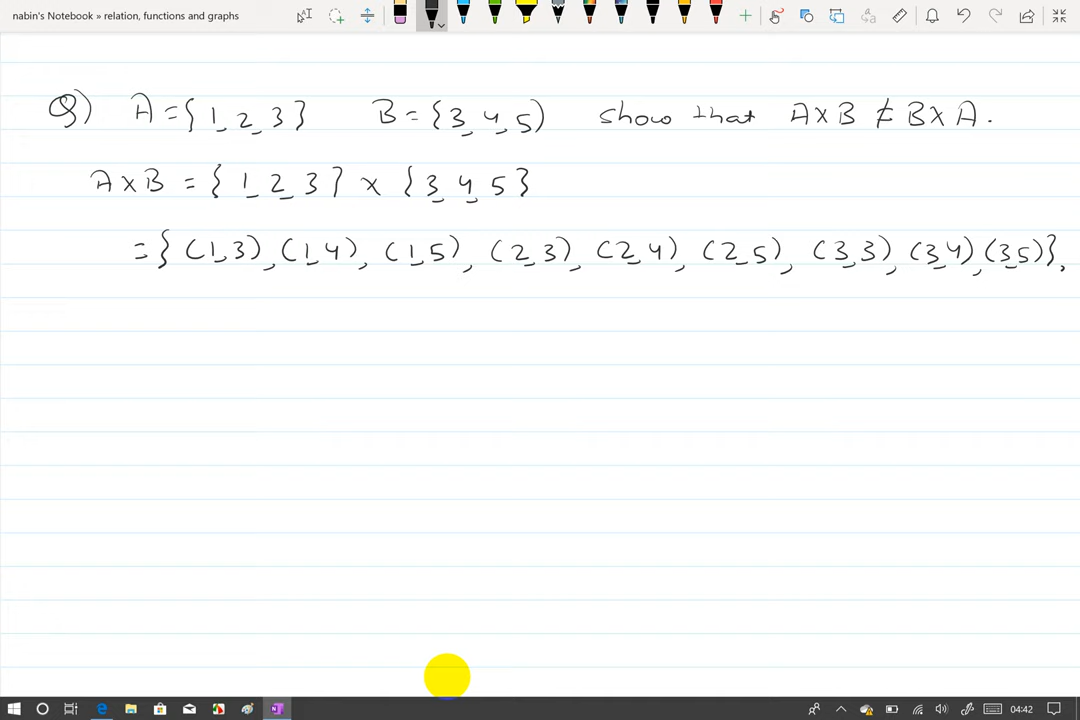 nabin's Notebook » relation, functions and graphs
Q) A = {1, 2, 3} B = {3, 4, 5) show that A×B ≠ B×A.
A×B = { 1, 2, 3 } × { 3, 4, 5 }
= { (1,3), (1,4), (1,5), (2,3), (2,4), (2,5), (3,3), (3,4), (3,5) },
04:42